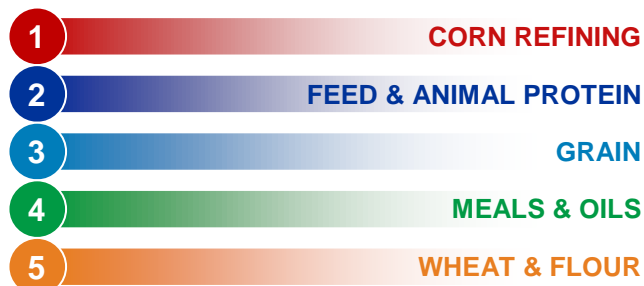 1 CORN REFINING
2 FEED & ANIMAL PROTEIN
3 GRAIN
4 MEALS & OILS
5 WHEAT & FLOUR